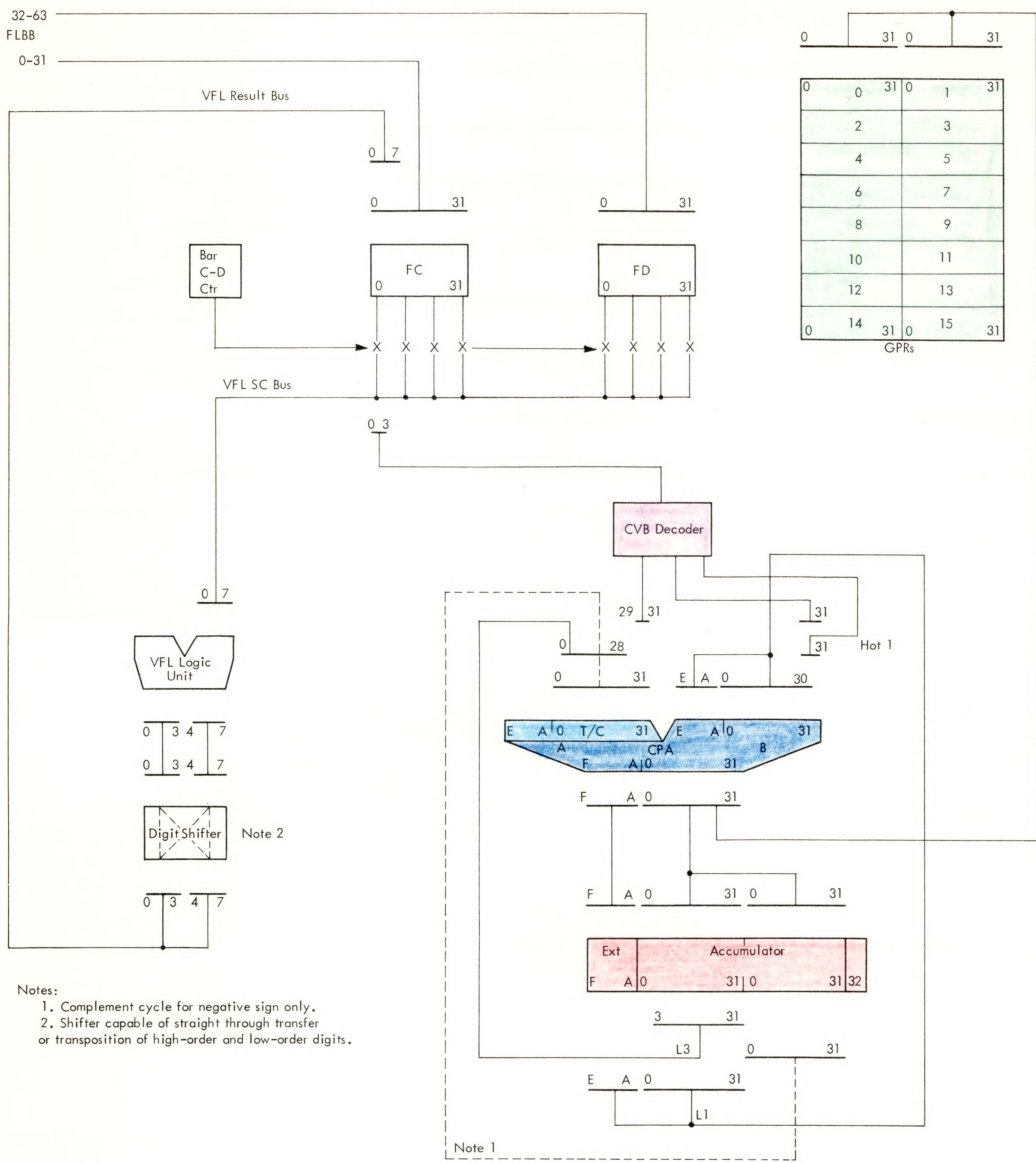 32-63
FLBB
0-31
VFL Result Bus
0 7
0 31
0 31
0 31 0 31
0 0 31 0 1 31
2 3
4 5
6 7
8 9
10 11
12 13
0 14 31 0 15 31
GPRs
Bar
C-D
Ctr
FC
0 31
FD
0 31
X X X X X X X X
VFL SC Bus
0 3
CVB Decoder
0 7
29 31
31
31
Hot 1
0 28
0 31
E A 0 30
VFL Logic
Unit
E A 0 T/C 31 E A 0 31
A CPA B
F A 0 31
0 3 4 7
0 3 4 7
F A 0 31
Digit Shifter
Note 2
F A 0 31 0 31
0 3 4 7
Ext Accumulator
F A 0 31 0 31 32
Notes:
1. Complement cycle for negative sign only.
2. Shifter capable of straight through transfer
or transposition of high-order and low-order digits.
3 31
L3
0 31
E A 0 31
L1
Note 1